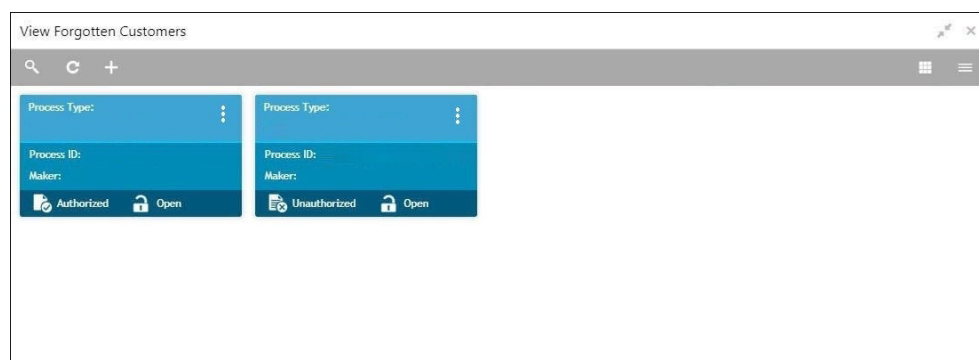 View Forgotten Customers
Process Type:
Process ID:
Maker:
Authorized Open
Process Type:
Process ID:
Maker:
Unauthorized Open